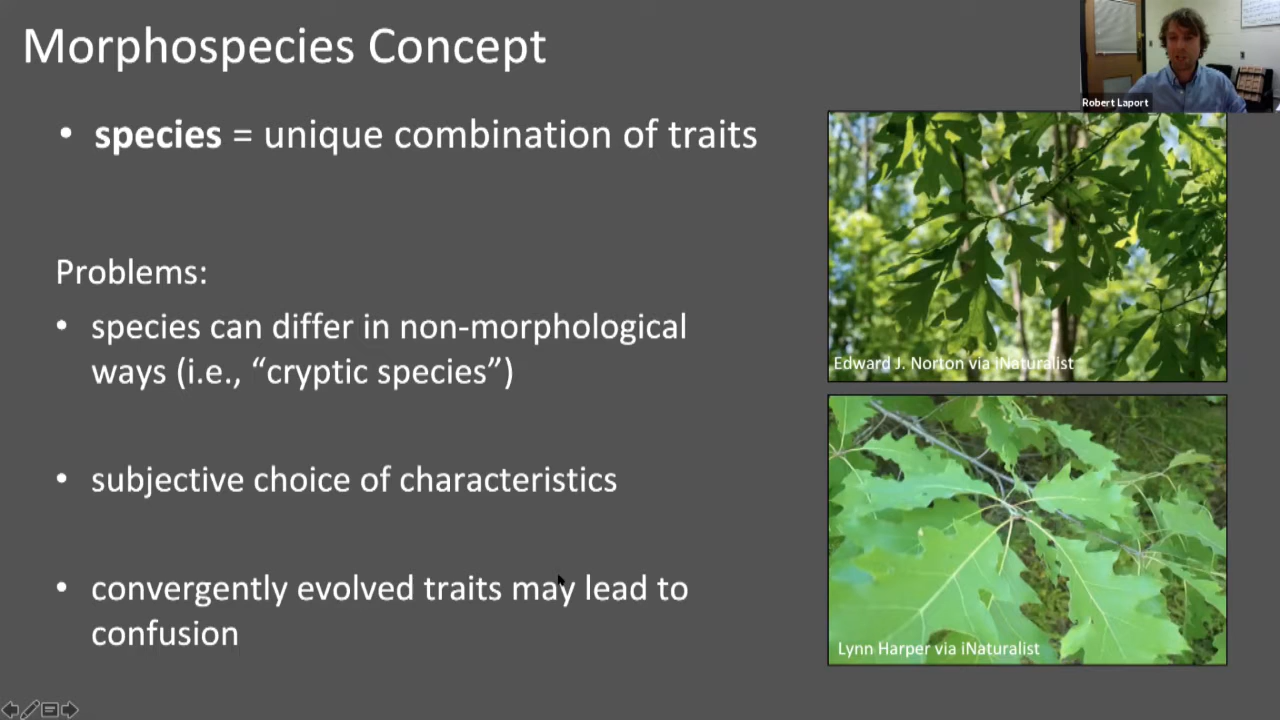 Morphospecies Concept
Robert Laport
• species = unique combination of traits
Problems:
• species can differ in non-morphological
ways (i.e., “cryptic species”)
• subjective choice of characteristics
• convergently evolved traits may lead to
confusion
Edward J. Norton via iNaturalist
Lynn Harper via iNaturalist